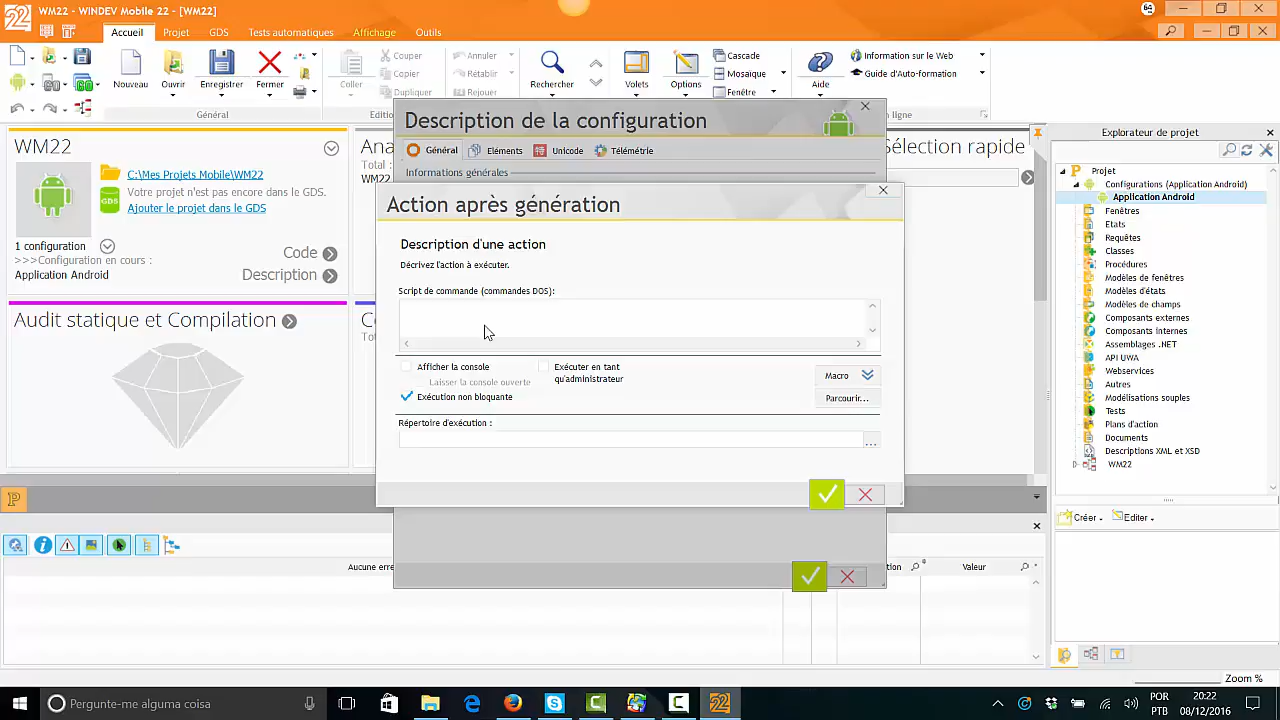 WM22 - WINDEV Mobile 22 - [WM22]
Accueil
Projet
GDS
Tests automatiques
Affichage
Outils
Nouveau
Ouvrir
Enregistrer
Fermer
Général
Coller
Couper
Copier
Dupliquer
Annuler
Rétablir
Rejouer
Rechercher
Cascade
Mosaïque
Fenêtre
Volets
Options
Aide
Information sur le Web
Guide d'AutoFormation
WM22
C:\Mes Projets Mobile\WM22
Votre projet n'est pas encore dans le GDS.
Ajouter le projet dans le GDS
1 configuration
>>>Configuration en cours :
Application Android
Code
Description
Audit statique et Compilation
Total :
WM22
Description de la configuration
Général
Eléments
Unicode
Télémétrie
Informations générales
Action après génération
Description d'une action
Décrivez l'action à exécuter.
Script de commande (commandes DOS):
Afficher la console
Laisser la console ouverte
Exécution non bloquante
Exécuter en tant
qu'administrateur
Macro
Parcourir...
Répertoire d'exécution :
...
Sélection rapide
Explorateur de projet
Projet
Configurations (Application Android)
Application Android
Fenêtres
Etats
Requêtes
Classes
Procédures
Modèles de fenêtres
Modèles d'états
Modèles de champs
Composants externes
Composants internes
Assemblages .NET
API UWA
Webservices
Autres
Modélisations souples
Tests
Plans d'action
Documents
Descriptions XML et XSD
WM22
Créer
Editer
Valeur
Zoom %
Pergunte-me alguma coisa
POR
PTB
20:22
08/12/2016